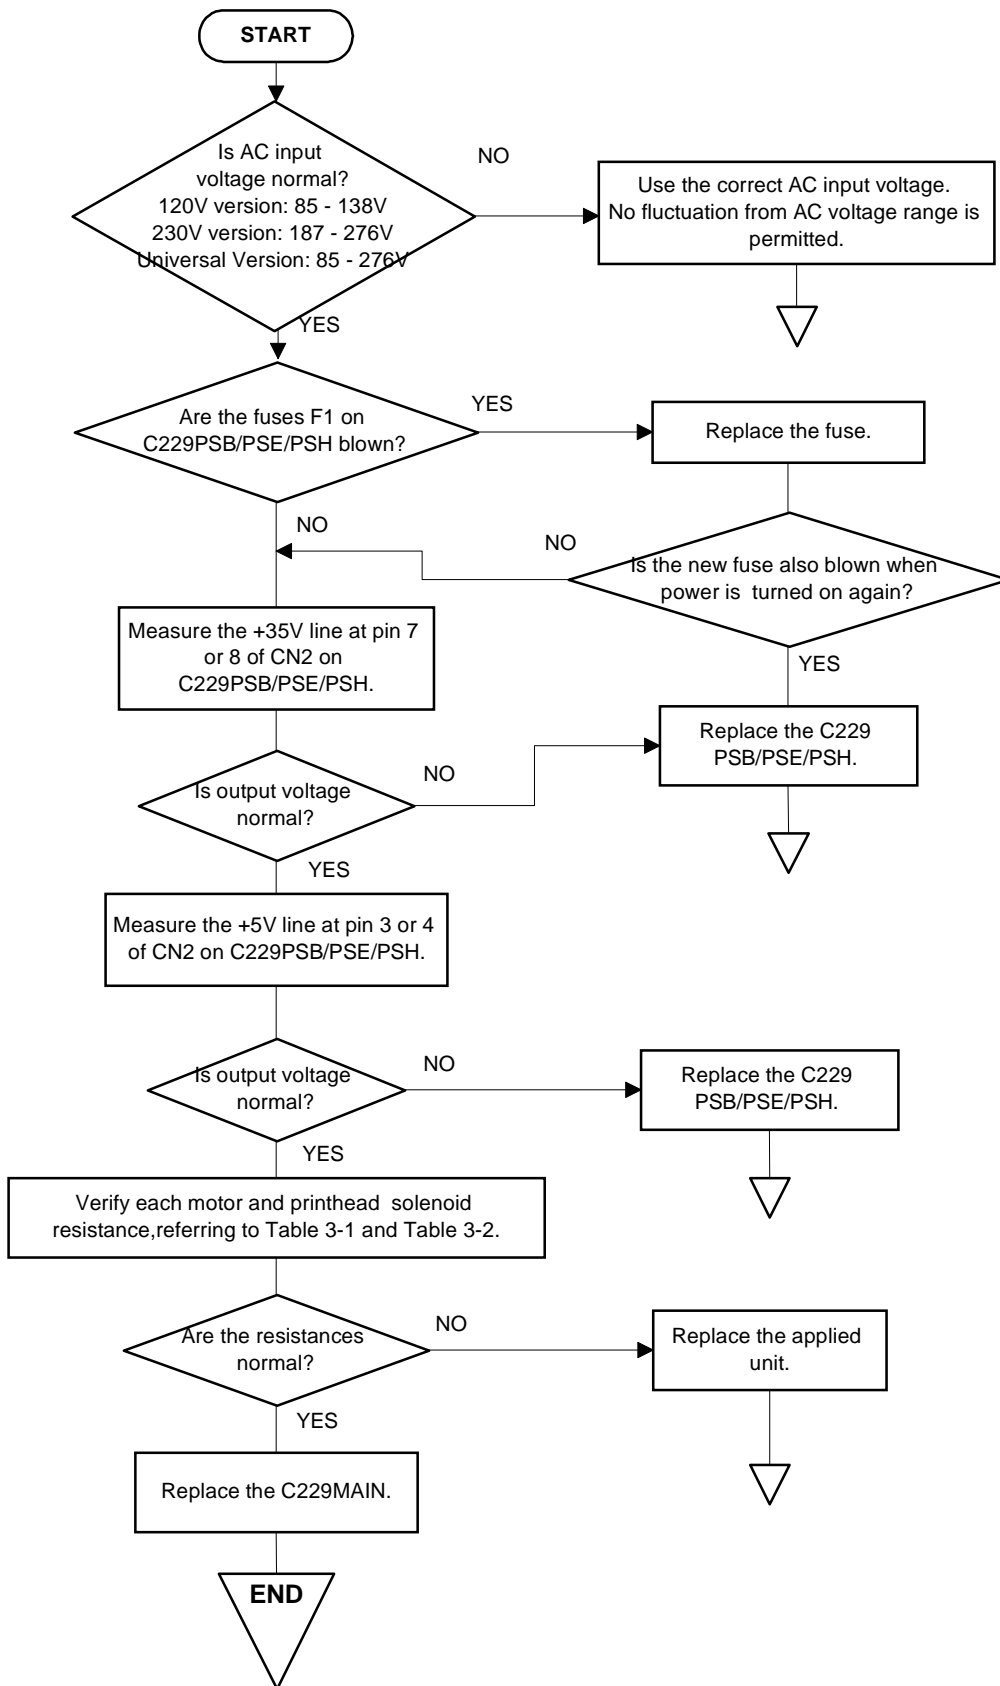 START
Is AC input
voltage normal?
120V version: 85 - 138V
230V version: 187 - 276V
Universal Version: 85 - 276V
NO
Use the correct AC input voltage.
No fluctuation from AC voltage range is
permitted.
YES
Are the fuses F1 on
C229PSB/PSE/PSH blown?
YES
Replace the fuse.
NO
NO
Is the new fuse also blown when
power is  turned on again?
YES
Measure the +35V line at pin 7
or 8 of CN2 on
C229PSB/PSE/PSH.
Replace the C229
PSB/PSE/PSH.
Is output voltage
normal?
NO
YES
Measure the +5V line at pin 3 or 4
of CN2 on C229PSB/PSE/PSH.
Is output voltage
normal?
NO
Replace the C229
PSB/PSE/PSH.
YES
Verify each motor and printhead  solenoid
resistance,referring to Table 3-1 and Table 3-2.
Are the resistances
normal?
NO
Replace the applied
unit.
YES
Replace the C229MAIN.
END